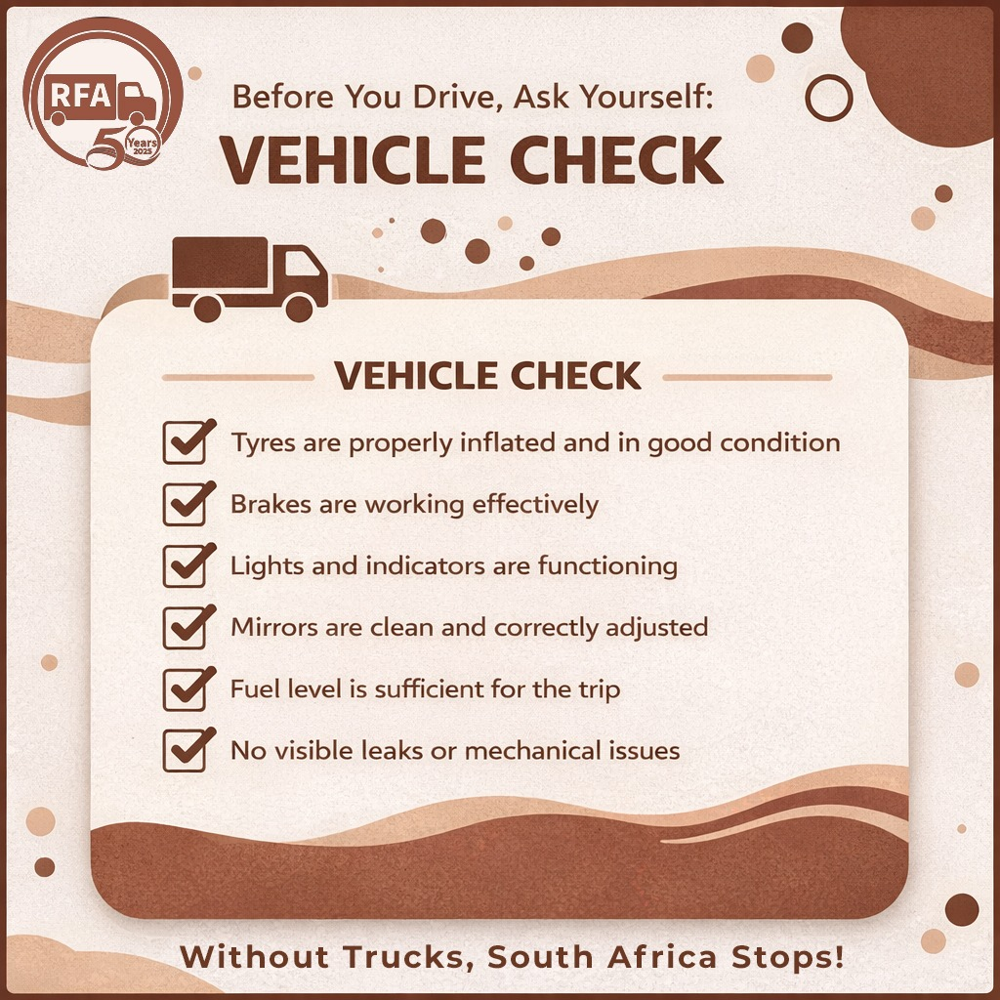 RFA
50 Years
2025
Before You Drive, Ask Yourself:
VEHICLE CHECK
VEHICLE CHECK
Tyres are properly inflated and in good condition
Brakes are working effectively
Lights and indicators are functioning
Mirrors are clean and correctly adjusted
Fuel level is sufficient for the trip
No visible leaks or mechanical issues
Without Trucks, South Africa Stops!